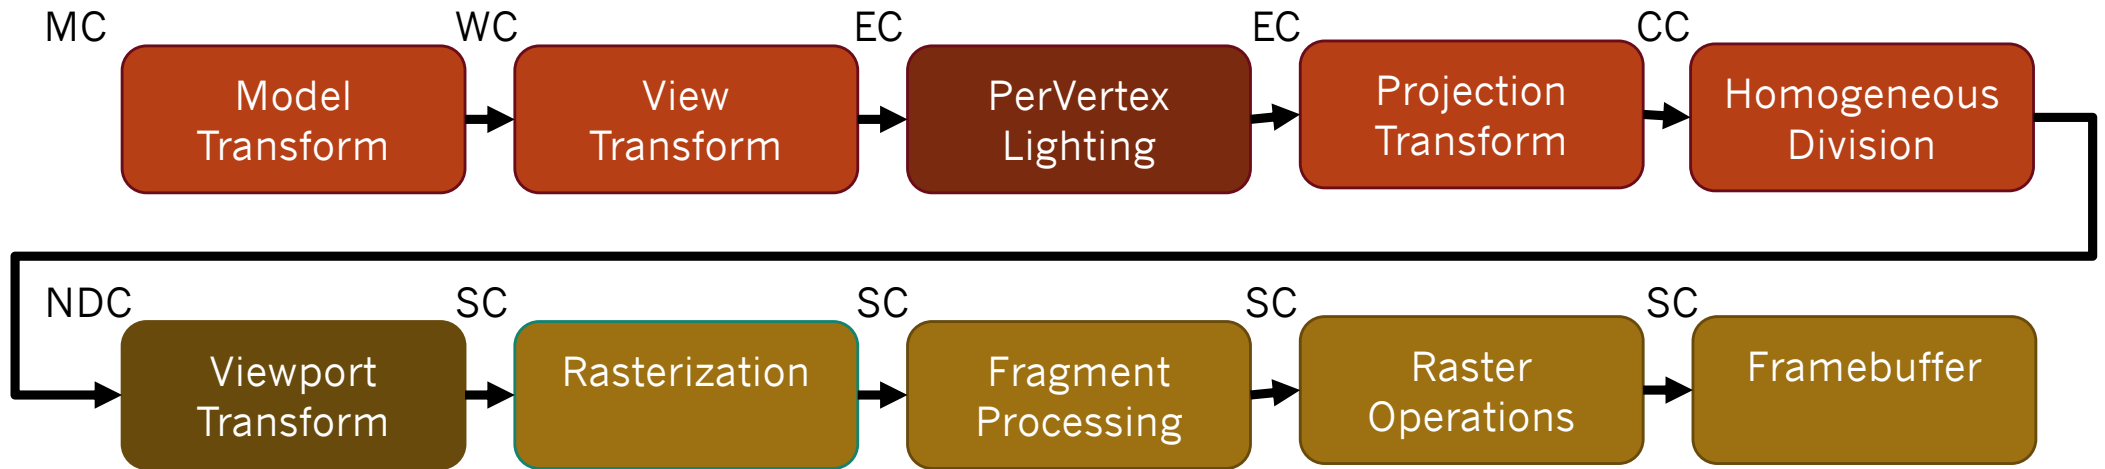 MC
WC
EC
EC
CC
Model
Transform
View
Transform
PerVertex
Lighting
Projection
Transform
Homogeneous
Division
NDC
SC
SC
SC
SC
Viewport
Transform
Rasterization
Fragment
Processing
Raster
Operations
Framebuffer